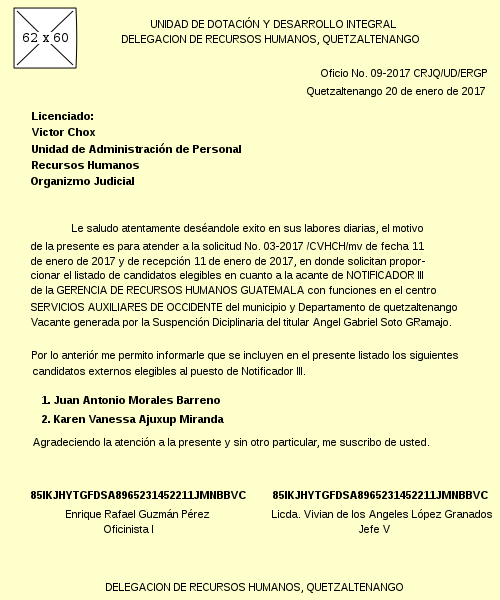 62 x 60
UNIDAD DE DOTACIÓN Y DESARROLLO INTEGRAL
DELEGACION DE RECURSOS HUMANOS, QUETZALTENANGO
Oficio No. 09-2017 CRJQ/UD/ERGP
Quetzaltenango 20 de enero de 2017
Licenciado:
Victor Chox
Unidad de Administración de Personal
Recursos Humanos
Organizmo Judicial
Le saludo atentamente deséandole exito en sus labores diarias, el motivo
de la presente es para atender a la solicitud No. 03-2017 /CVHCH/mv de fecha 11
de enero de 2017 y de recepción 11 de enero de 2017, en donde solicitan propor-
cionar el listado de candidatos elegibles en cuanto a la acante de NOTIFICADOR III
de la GERENCIA DE RECURSOS HUMANOS GUATEMALA con funciones en el centro
SERVICIOS AUXILIARES DE OCCIDENTE del municipio y Departamento de quetzaltenango
Vacante generada por la Suspención Diciplinaria del titular Angel Gabriel Soto GRamajo.
Por lo anteriór me permito informarle que se incluyen en el presente listado los siguientes
candidatos externos elegibles al puesto de Notificador III.
1. Juan Antonio Morales Barreno
2. Karen Vanessa Ajuxup Miranda
Agradeciendo la atención a la presente y sin otro particular, me suscribo de usted.
85IKJHYTGFDSA8965231452211JMNBBVC 85IKJHYTGFDSA8965231452211JMNBBVC
Enrique Rafael Guzmán Pérez Licda. Vivian de los Angeles López Granados
Oficinista I Jefe V
DELEGACION DE RECURSOS HUMANOS, QUETZALTENANGO